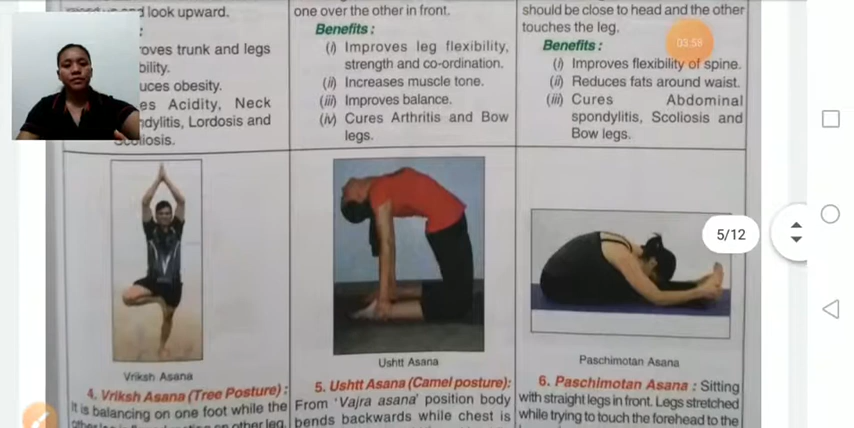 look upward.
roves trunk and legs
bility.
uces obesity.
es Acidity, Neck
dylitis, Lordosis and
Scoliosis.
one over the other in front.
Benefits :
(i) Improves leg flexibility,
strength and co-ordination.
(ii) Increases muscle tone.
(iii) Improves balance.
(iv) Cures Arthritis and Bow
legs.
should be close to head and the other
touches the leg.
Benefits :
(i) Improves flexibility of spine.
(ii) Reduces fats around waist.
(iii) Cures Abdominal
spondylitis, Scoliosis and
Bow legs.
03:58
5/12
Vriksh Asana
4. Vriksh Asana (Tree Posture) :
It is balancing on one foot while the
Ushtt Asana
5. Ushtt Asana (Camel posture):
From 'Vajra asana' position body
bends backwards while chest is
Paschimotan Asana
6. Paschimotan Asana : Sitting
with straight legs in front. Legs stretched
while trying to touch the forehead to the